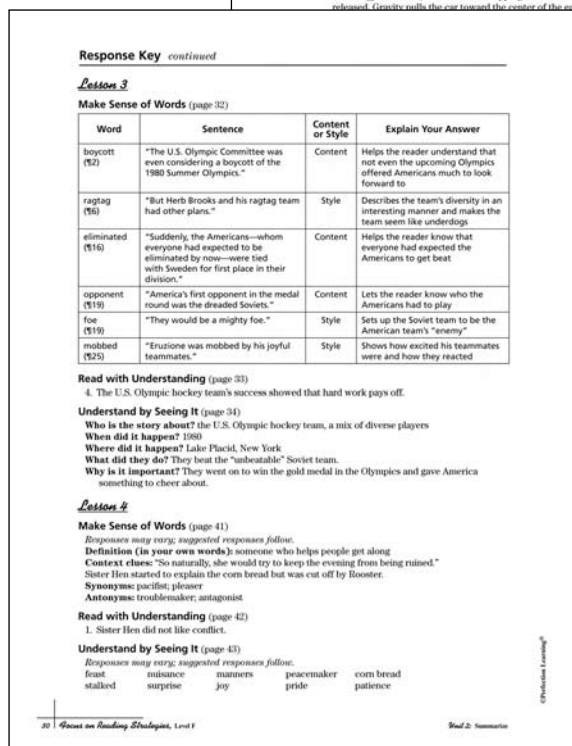 released. Gravity pulls the car toward the center of the
Response Key continued
Lesson 3
Make Sense of Words (page 32)
Word Sentence Content or Style Explain Your Answer
boycott (¶2) "The U.S. Olympic Committee was even considering a boycott of the 1980 Summer Olympics." Content Helps the reader understand that not even the upcoming Olympics offered Americans much to look forward to
ragtag (¶6) "But Herb Brooks and his ragtag team had other plans." Style Describes the team's diversity in an interesting manner and makes the team seem like underdogs
eliminated (¶16) "Suddenly, the Americans—whom everyone had expected to be eliminated by now—were tied with Sweden for first place in their division." Content Helps the reader know that everyone had expected the Americans to get beat
opponent (¶19) "America's first opponent in the medal round was the dreaded Soviets." Content Lets the reader know who the Americans had to play
foe (¶19) "They would be a mighty foe." Style Sets up the Soviet team to be the American team's "enemy"
mobbed (¶25) "Eruzione was mobbed by his joyful teammates." Style Shows how excited his teammates were and how they reacted
Read with Understanding (page 33)
4. The U.S. Olympic hockey team's success showed that hard work pays off.
Understand by Seeing It (page 34)
Who is the story about? the U.S. Olympic hockey team, a mix of diverse players
When did it happen? 1980
Where did it happen? Lake Placid, New York
What did they do? They beat the "unbeatable" Soviet team.
Why is it important? They went on to win the gold medal in the Olympics and gave America
something to cheer about.
Lesson 4
Make Sense of Words (page 41)
Responses may vary; suggested responses follow.
Definition (in your own words): someone who helps people get along
Context clues: "So naturally, she would try to keep the evening from being ruined."
Sister Hen started to explain the corn bread but was cut off by Rooster.
Synonyms: pacifist; pleaser
Antonyms: troublemaker; antagonist
Read with Understanding (page 42)
1. Sister Hen did not like conflict.
Understand by Seeing It (page 43)
Responses may vary; suggested responses follow.
feast nuisance manners peacemaker corn bread
stalked surprise joy pride patience
©Perfection Learning®
30 Focus on Reading Strategies, Level F
Unit 2: Summarize